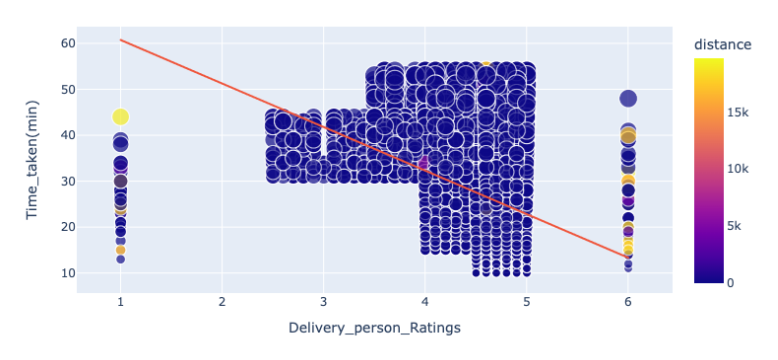 distance
60
50
40
30
20
10
Time_taken(min)
15k
10k
5k
0
1 2 3 4 5 6
Delivery_person_Ratings